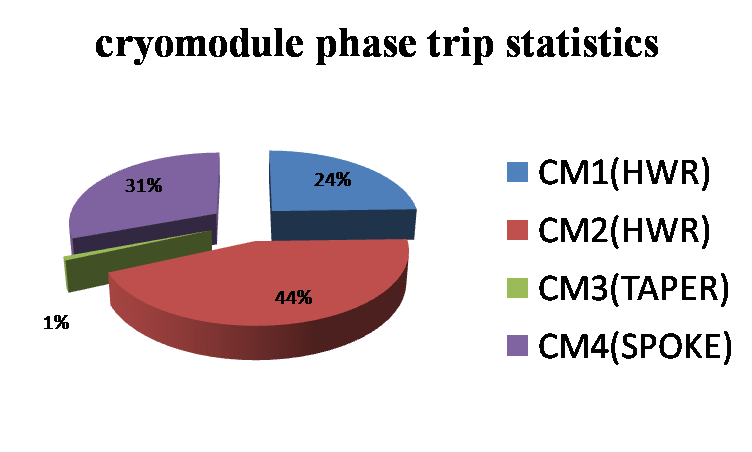 cryomodule phase trip statistics
31%
24%
44%
1%
CM1(HWR)
CM2(HWR)
CM3(TAPER)
CM4(SPOKE)